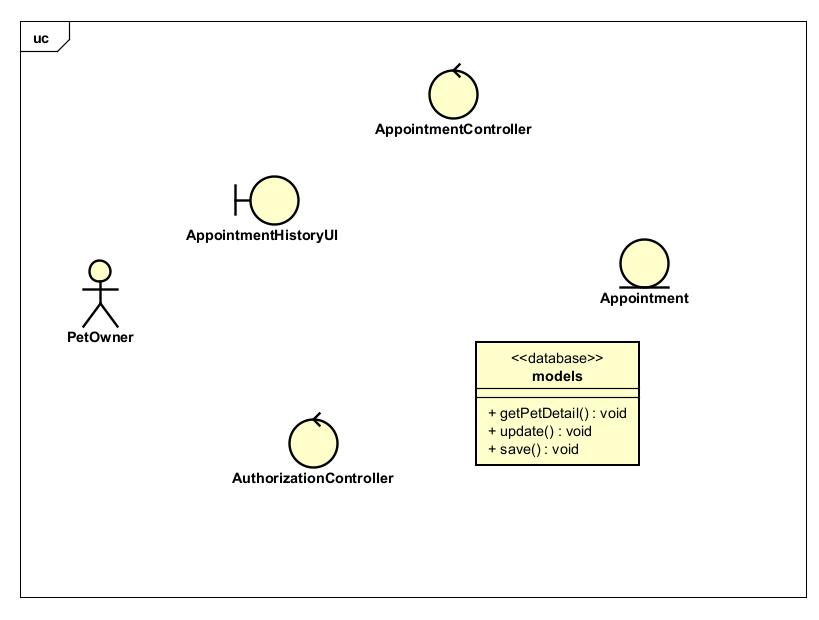 uc
AppointmentController
AppointmentHistoryUI
Appointment
PetOwner
<<database>>
models
+ getPetDetail() : void
+ update() : void
+ save() : void
AuthorizationController